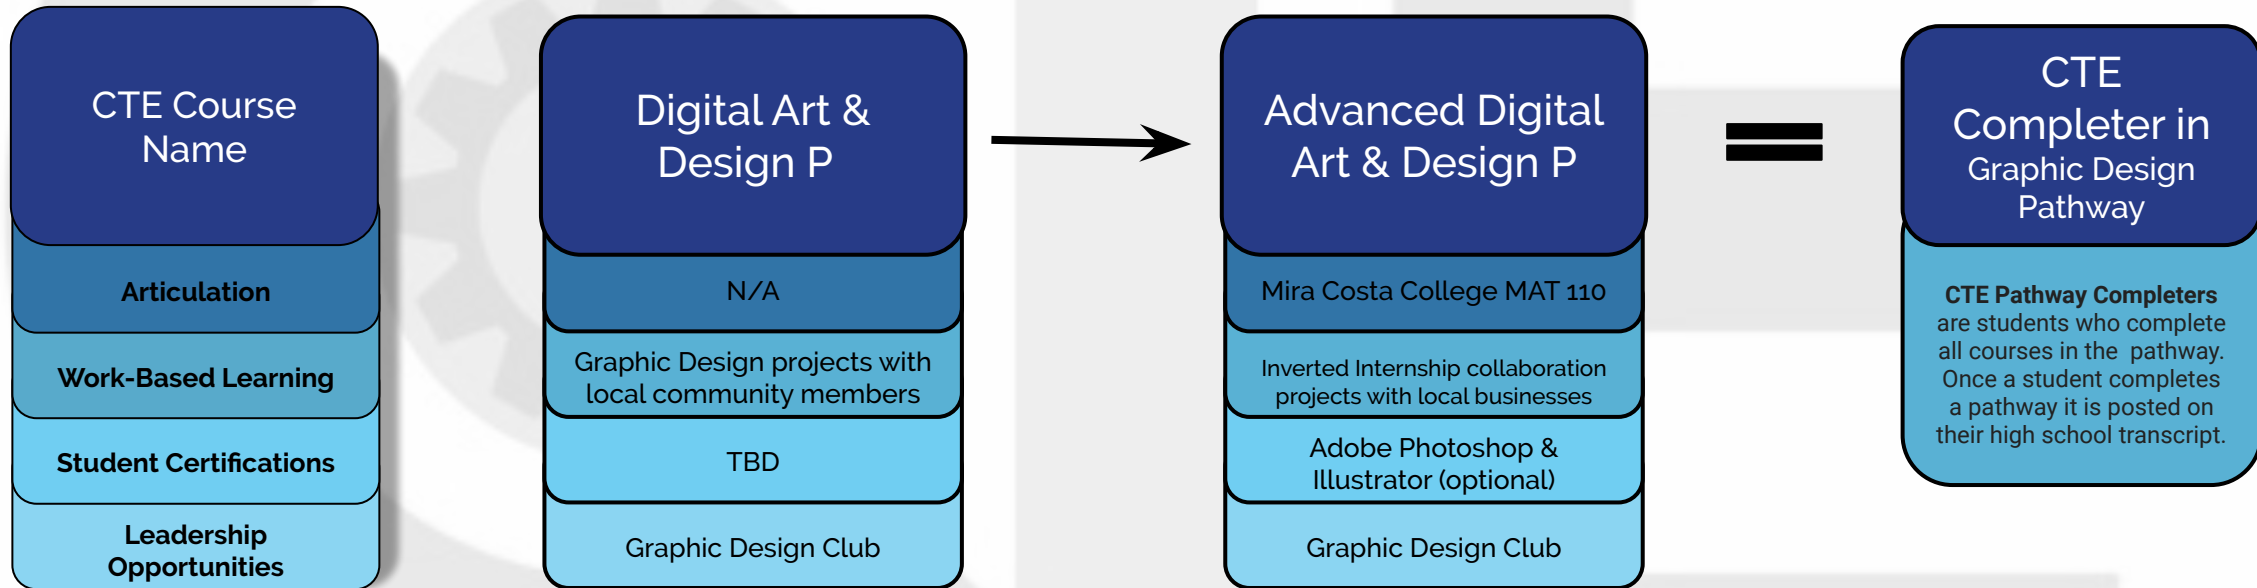 CTE Course
Name
Articulation
Work-Based Learning
Student Certifications
Leadership
Opportunities
Digital Art &
Design P
N/A
Graphic Design projects with
local community members
TBD
Graphic Design Club
Advanced Digital
Art & Design P
Mira Costa College MAT 110
Inverted Internship collaboration
projects with local businesses
Adobe Photoshop &
Illustrator (optional)
Graphic Design Club
CTE
Completer in
Graphic Design
Pathway
CTE Pathway Completers
are students who complete
all courses in the pathway.
Once a student completes
a pathway it is posted on
their high school transcript.